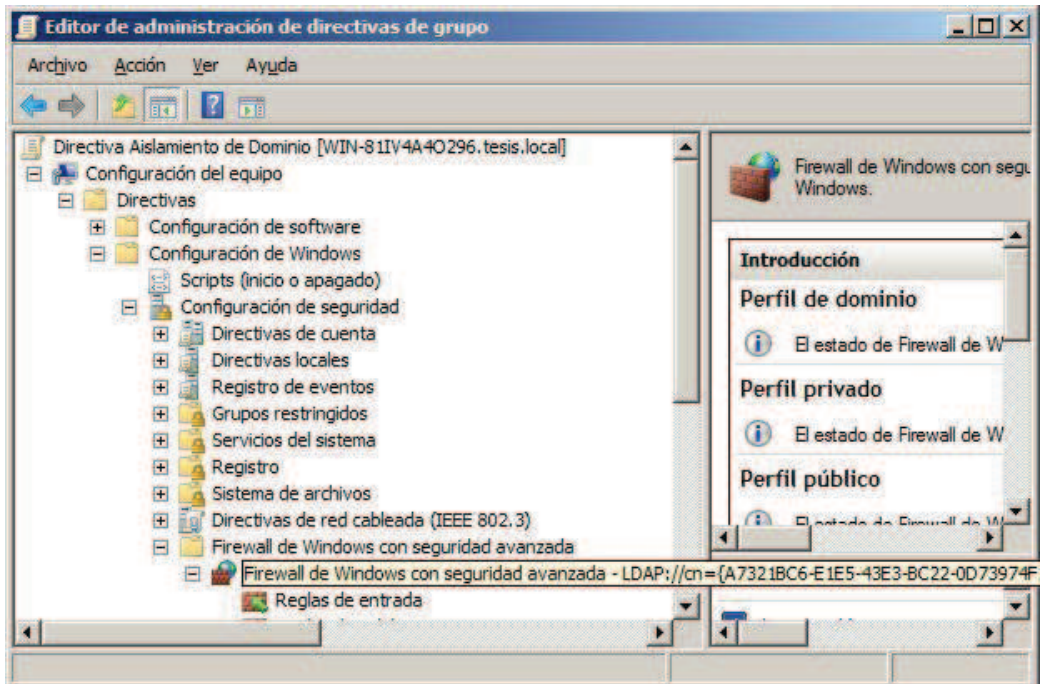 Editor de administración de directivas de grupo
Archivo Acción Ver Ayuda
Directiva Aislamiento de Dominio [WIN-81IV4A4O296.tesis.local]
Configuración del equipo
Directivas
Configuración de software
Configuración de Windows
Scripts (inicio o apagado)
Configuración de seguridad
Directivas de cuenta
Directivas locales
Registro de eventos
Grupos restringidos
Servicios del sistema
Registro
Sistema de archivos
Directivas de red cableada (IEEE 802.3)
Firewall de Windows con seguridad avanzada
Firewall de Windows con seguridad avanzada - LDAP://cn={A7321BC6-E1E5-43E3-BC22-0D73974F
Reglas de entrada
Firewall de Windows con segu
Windows.
Introducción
Perfil de dominio
El estado de Firewall de W
Perfil privado
El estado de Firewall de W
Perfil público
El estado de Firewall de W